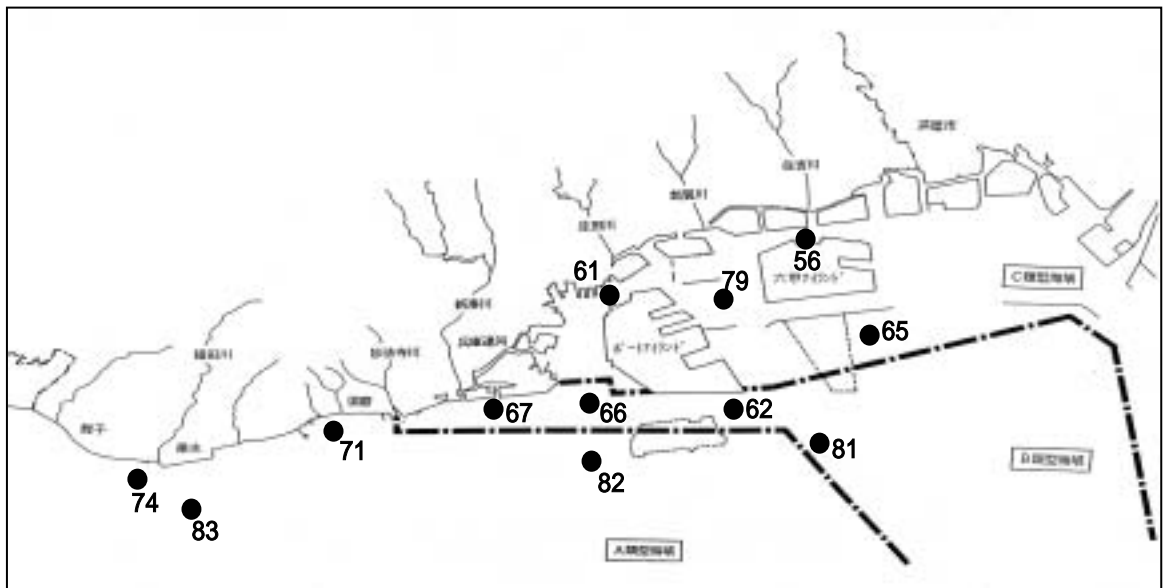 芦屋市
住吉川
都賀川
生田川
56
六甲アイランド
61
79
C類型海域
新湊川
兵庫運河
ポートアイランド
65
妙法寺川
福田川
須磨
67
66
62
舞子
垂水
71
81
82
B類型海域
74
83
A類型海域